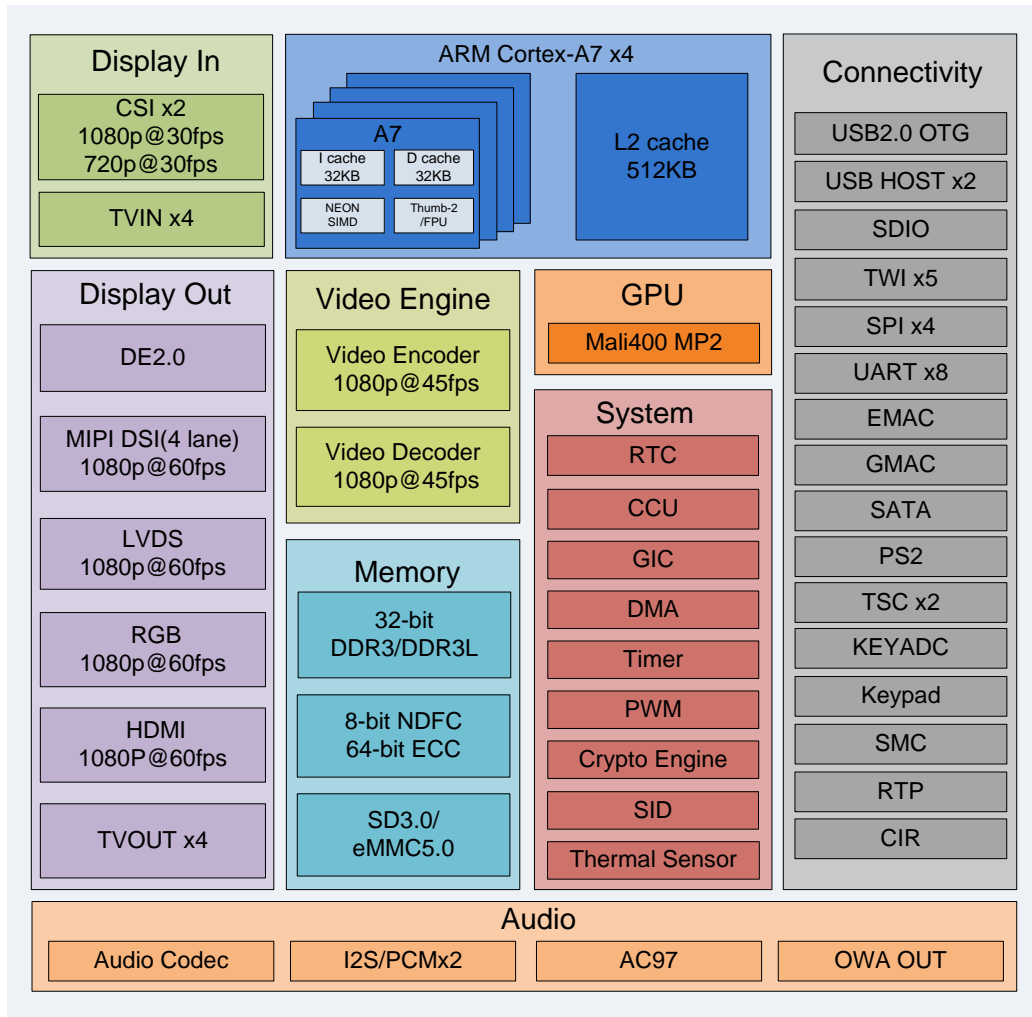 Display In
CSI x2
1080p@30fps
720p@30fps
TVIN x4
ARM Cortex-A7 x4
A7
I cache
32KB
D cache
32KB
NEON
SIMD
Thumb-2
/FPU
L2 cache
512KB
Connectivity
USB2.0 OTG
USB HOST x2
SDIO
TWI x5
SPI x4
UART x8
EMAC
GMAC
SATA
PS2
TSC x2
KEYADC
Keypad
SMC
RTP
CIR
Display Out
DE2.0
MIPI DSI(4 lane)
1080p@60fps
LVDS
1080p@60fps
RGB
1080p@60fps
HDMI
1080P@60fps
TVOUT x4
Video Engine
Video Encoder
1080p@45fps
Video Decoder
1080p@45fps
GPU
Mali400 MP2
Memory
32-bit
DDR3/DDR3L
8-bit NDFC
64-bit ECC
SD3.0/
eMMC5.0
System
RTC
CCU
GIC
DMA
Timer
PWM
Crypto Engine
SID
Thermal Sensor
Audio
Audio Codec
I2S/PCMx2
AC97
OWA OUT